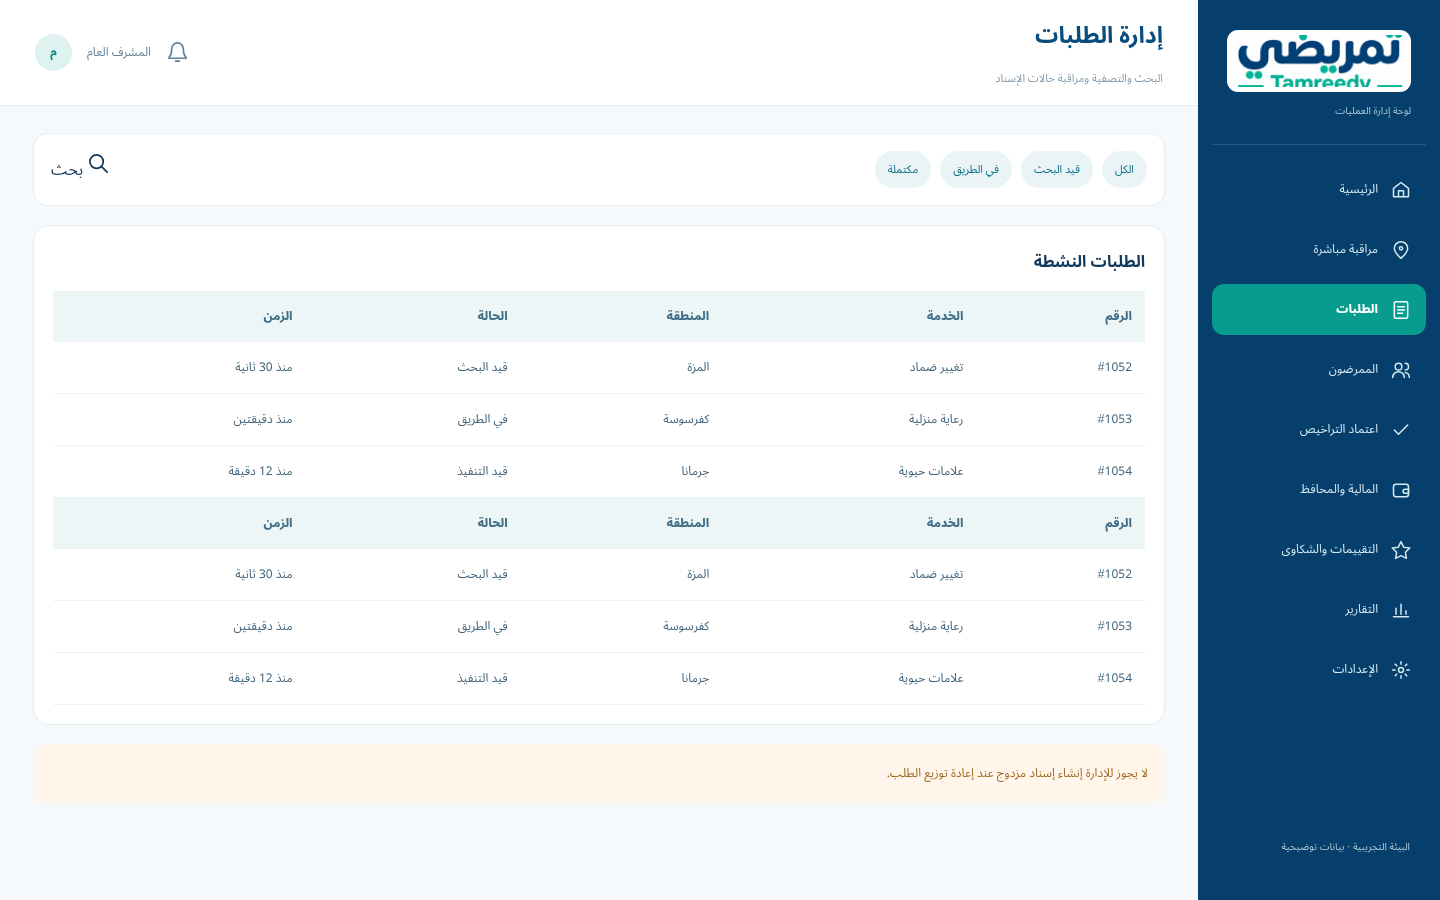 تمريضي
Tamreedy
لوحة إدارة العمليات
الرئيسية
مراقبة مباشرة
الطلبات
الممرضون
اعتماد التراخيص
المالية والمحافظ
التقييمات والشكاوى
التقارير
الإعدادات
البيئة التجريبية · بيانات توضيحية
إدارة الطلبات
البحث والتصفية ومراقبة حالات الإسناد
المشرف العام
م
الكل
قيد البحث
في الطريق
مكتملة
بحث
الطلبات النشطة
الرقم الخدمة المنطقة الحالة الزمن
#1052 تغيير ضماد المزة قيد البحث منذ 30 ثانية
#1053 رعاية منزلية كفرسوسة في الطريق منذ دقيقتين
#1054 علامات حيوية جرمانا قيد التنفيذ منذ 12 دقيقة
الرقم الخدمة المنطقة الحالة الزمن
#1052 تغيير ضماد المزة قيد البحث منذ 30 ثانية
#1053 رعاية منزلية كفرسوسة في الطريق منذ دقيقتين
#1054 علامات حيوية جرمانا قيد التنفيذ منذ 12 دقيقة
لا يجوز للإدارة إنشاء إسناد مزدوج عند إعادة توزيع الطلب.